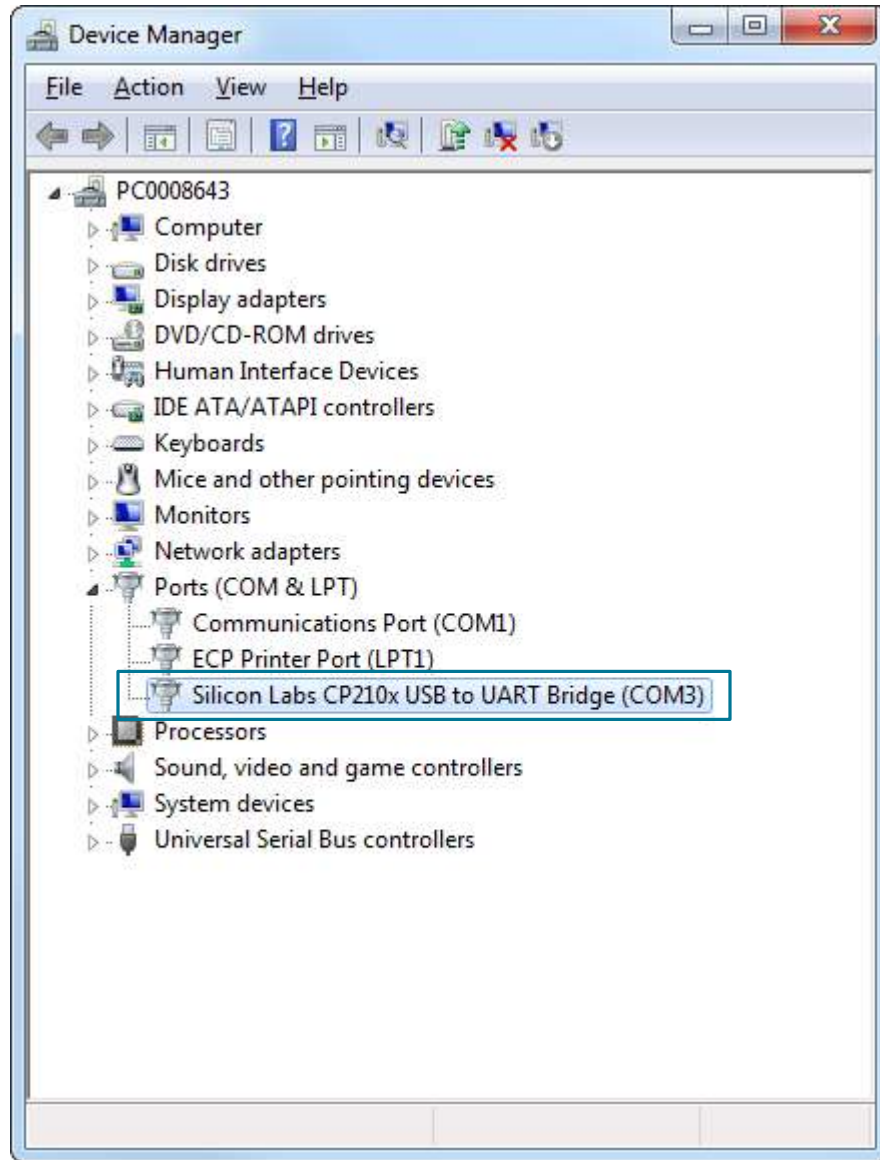 Device Manager
File Action View Help
PC0008643
Computer
Disk drives
Display adapters
DVD/CD-ROM drives
Human Interface Devices
IDE ATA/ATAPI controllers
Keyboards
Mice and other pointing devices
Monitors
Network adapters
Ports (COM & LPT)
Communications Port (COM1)
ECP Printer Port (LPT1)
Silicon Labs CP210x USB to UART Bridge (COM3)
Processors
Sound, video and game controllers
System devices
Universal Serial Bus controllers